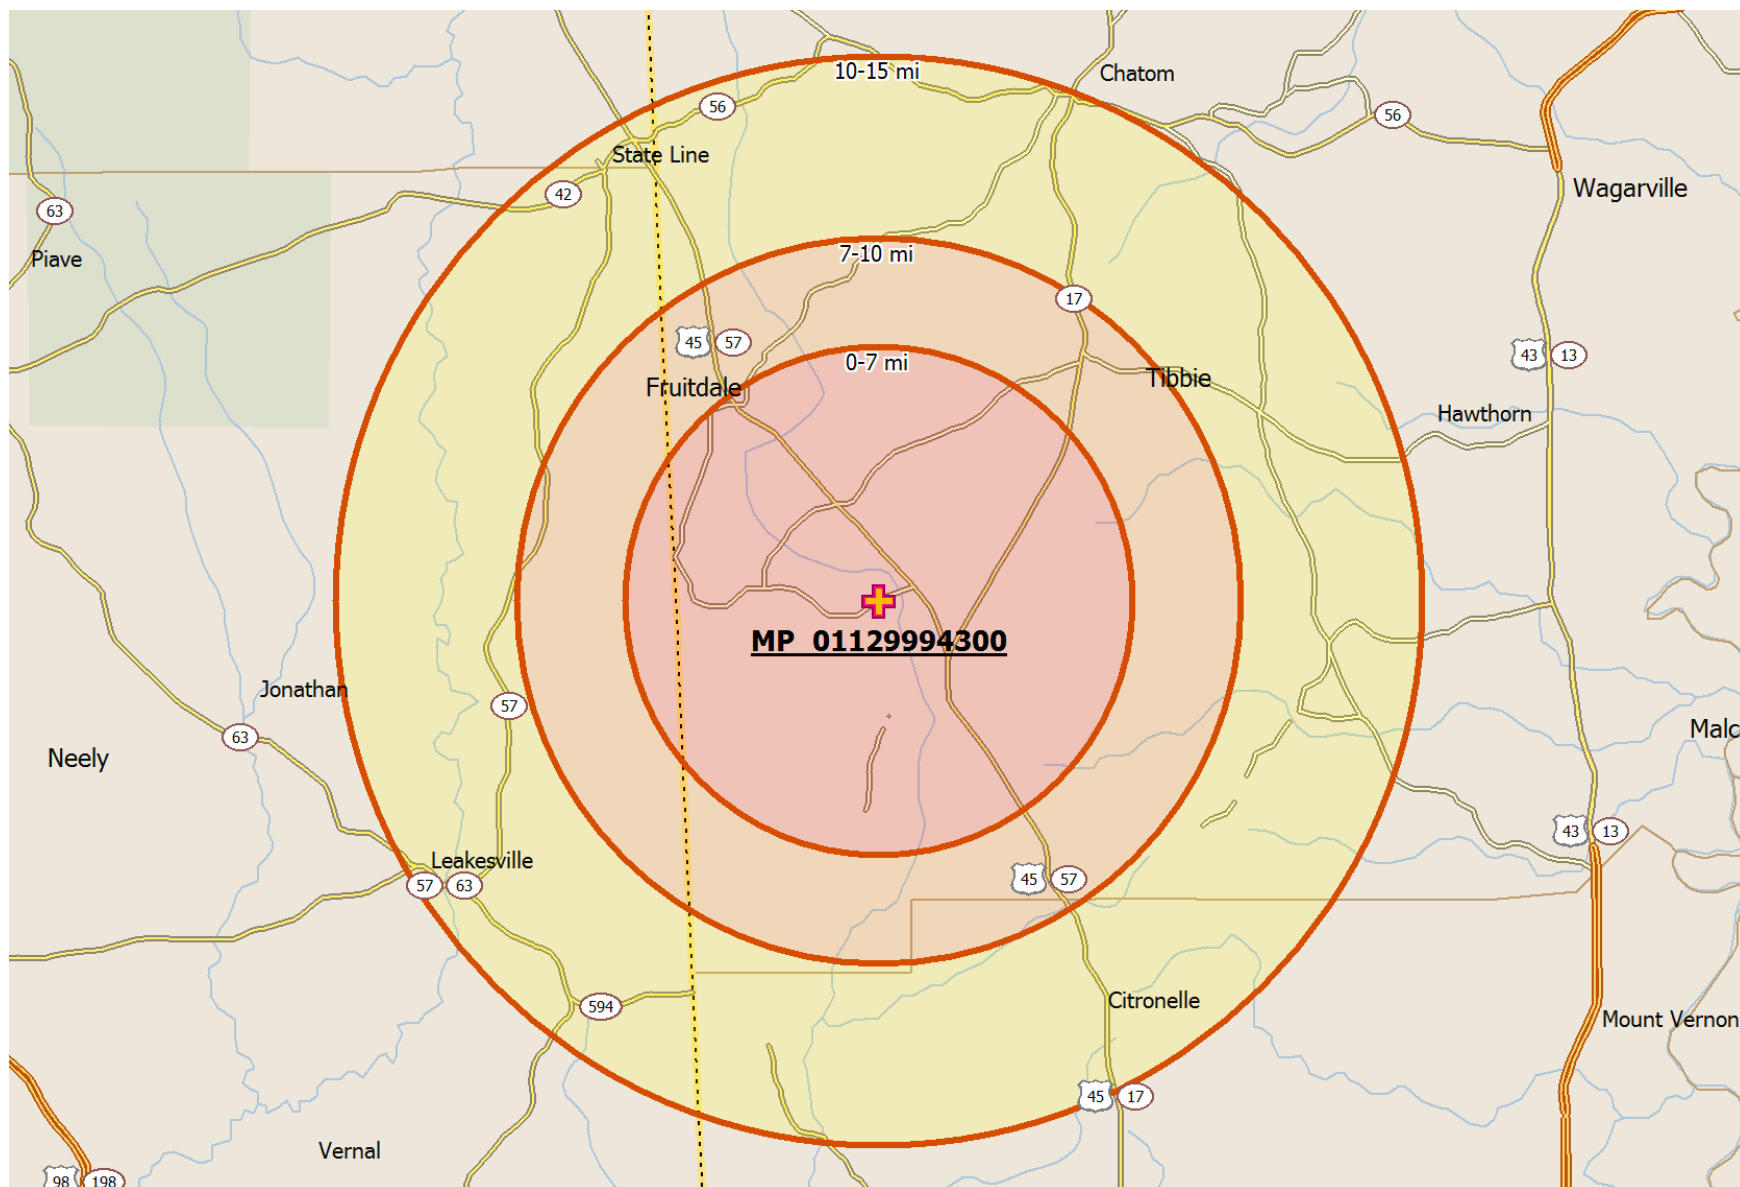 10-15 mi
Chatom
56
56
State Line
42
Wagarville
63
7-10 mi
Piave
17
45
57
43
13
0-7 mi
Fruitdale
Tibbie
Hawthorn
MP_01129994300
Jonathan
57
63
Neely
Malc
43
13
Leakesville
57
63
45
57
594
Citronelle
Mount Vernon
45
17
Vernal
98
198